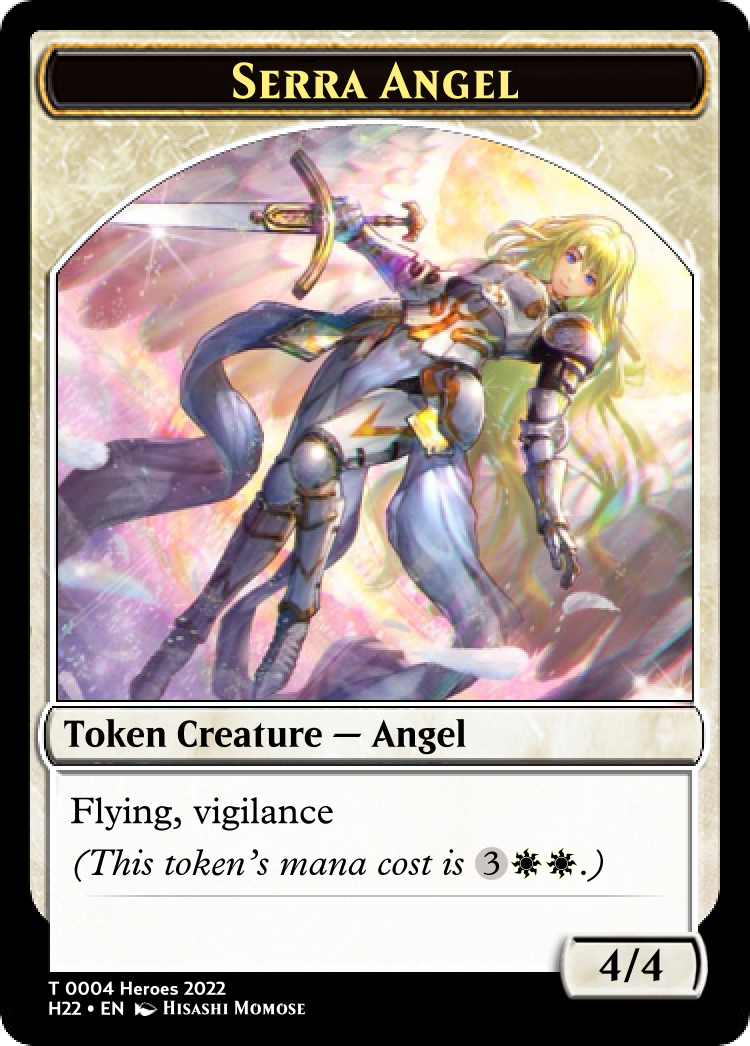 Serra Angel
Token Creature — Angel
Flying, vigilance
(This token's mana cost is 3.)
4/4
T 0004 Heroes 2022
H22 • EN Hisashi Momose